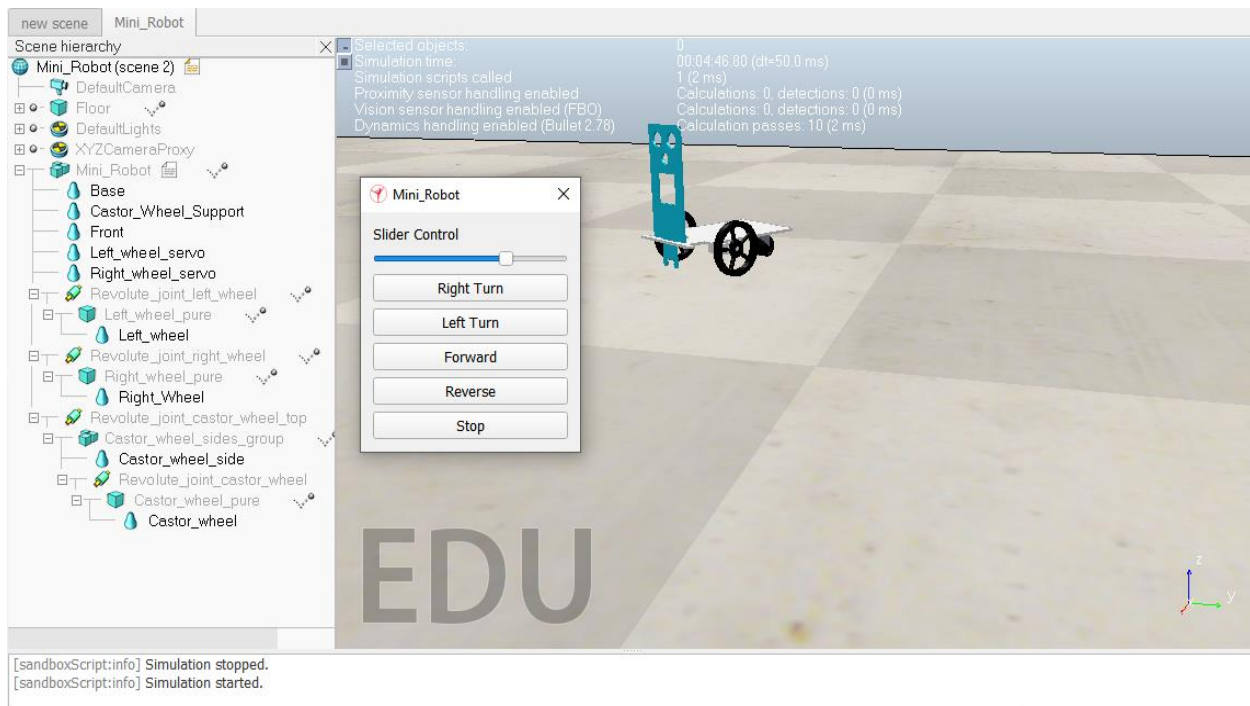 new scene
Mini_Robot
Scene hierarchy
Mini_Robot (scene 2)
DefaultCamera
Floor
DefaultLights
XYZCameraProxy
Mini_Robot
Base
Castor_Wheel_Support
Front
Left_wheel_servo
Right_wheel_servo
Revolute_joint_left_wheel
Left_wheel_pure
Left_wheel
Revolute_joint_right_wheel
Right_wheel_pure
Right_Wheel
Revolute_joint_castor_wheel_top
Castor_wheel_sides_group
Castor_wheel_side
Revolute_joint_castor_wheel
Castor_wheel_pure
Castor_wheel
Selected objects: 0
Simulation time: 00:04:46.80 (dt=50.0 ms)
Simulation scripts called 1 (2 ms)
Proximity sensor handling enabled Calculations: 0, detections: 0 (0 ms)
Vision sensor handling enabled (FBO) Calculations: 0, detections: 0 (0 ms)
Dynamics handling enabled (Bullet 2.78) Calculation passes: 10 (2 ms)
Mini_Robot
Slider Control
Right Turn
Left Turn
Forward
Reverse
Stop
EDU
z
y
[sandboxScript:info] Simulation stopped.
[sandboxScript:info] Simulation started.